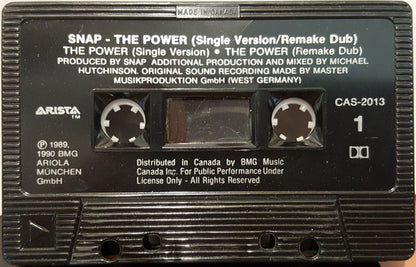 MADE IN CANADA
SNAP - THE POWER (Single Version/Remake Dub)
THE POWER (Single Version) • THE POWER (Remake Dub)
PRODUCED BY SNAP ADDITIONAL PRODUCTION AND MIXED BY MICHAEL
HUTCHINSON. ORIGINAL SOUND RECORDING MADE BY MASTER
MUSIKPRODUKTION GmbH (WEST GERMANY)
ARISTA
TM
CAS-2013
1
℗ 1989,
1990 BMG
ARIOLA
MÜNCHEN
GmbH
Distributed in Canada by BMG Music
Canada Inc. For Public Performance Under
License Only - All Rights Reserved